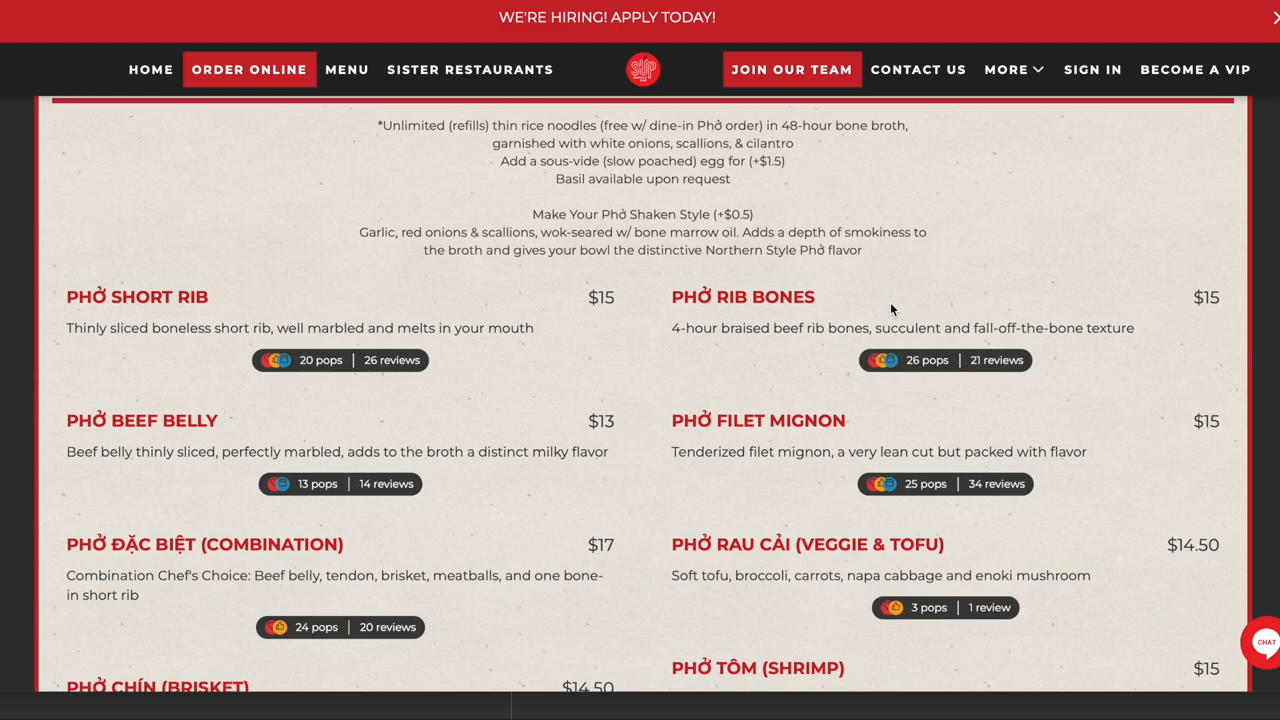 WE'RE HIRING! APPLY TODAY!
HOME ORDER ONLINE MENU SISTER RESTAURANTS SUP NOODLE BAR JOIN OUR TEAM CONTACT US MORE SIGN IN BECOME A VIP
*Unlimited (refills) thin rice noodles (free w/ dine-in Phở order) in 48-hour bone broth,
garnished with white onions, scallions, & cilantro
Add a sous-vide (slow poached) egg for (+$1.5)
Basil available upon request
Make Your Phở Shaken Style (+$0.5)
Garlic, red onions & scallions, wok-seared w/ bone marrow oil. Adds a depth of smokiness to
the broth and gives your bowl the distinctive Northern Style Phở flavor
PHỞ SHORT RIB $15
Thinly sliced boneless short rib, well marbled and melts in your mouth
20 pops | 26 reviews
PHỞ RIB BONES $15
4-hour braised beef rib bones, succulent and fall-off-the-bone texture
26 pops | 21 reviews
PHỞ BEEF BELLY $13
Beef belly thinly sliced, perfectly marbled, adds to the broth a distinct milky flavor
13 pops | 14 reviews
PHỞ FILET MIGNON $15
Tenderized filet mignon, a very lean cut but packed with flavor
25 pops | 34 reviews
PHỞ ĐẶC BIỆT (COMBINATION) $17
Combination Chef's Choice: Beef belly, tendon, brisket, meatballs, and one bone-
in short rib
24 pops | 20 reviews
PHỞ RAU CẢI (VEGGIE & TOFU) $14.50
Soft tofu, broccoli, carrots, napa cabbage and enoki mushroom
3 pops | 1 review
PHỞ CHÍN (BRISKET) $14.50
PHỞ TÔM (SHRIMP) $15
CHAT